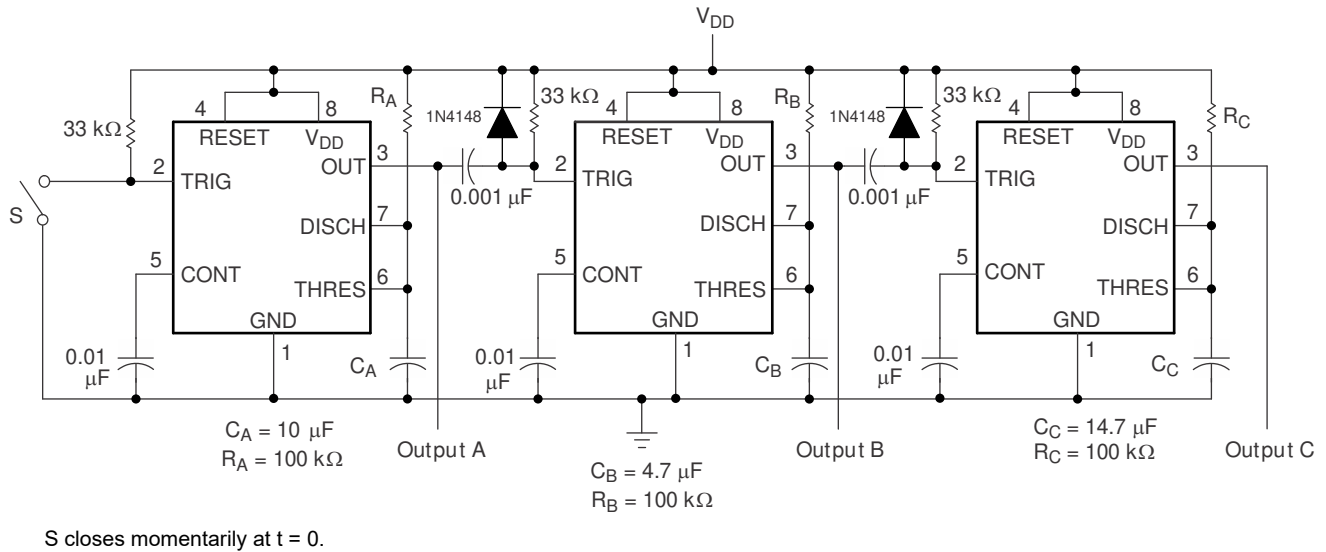 VDD
4
8
RESET
VDD
33 kΩ
2
TRIG
OUT
3
S
DISCH
7
5
CONT
THRES
6
GND
1
0.01
μF
RA
CA
1N4148
33 kΩ
0.001 μF
CA = 10 μF
RA = 100 kΩ
Output A
4
8
RESET
VDD
2
TRIG
OUT
3
DISCH
7
5
CONT
THRES
6
GND
1
0.01
μF
RB
CB
1N4148
33 kΩ
0.001 μF
CB = 4.7 μF
RB = 100 kΩ
Output B
4
8
RESET
VDD
2
TRIG
OUT
3
DISCH
7
5
CONT
THRES
6
GND
1
0.01
μF
RC
CC
CC = 14.7 μF
RC = 100 kΩ
Output C
S closes momentarily at t = 0.